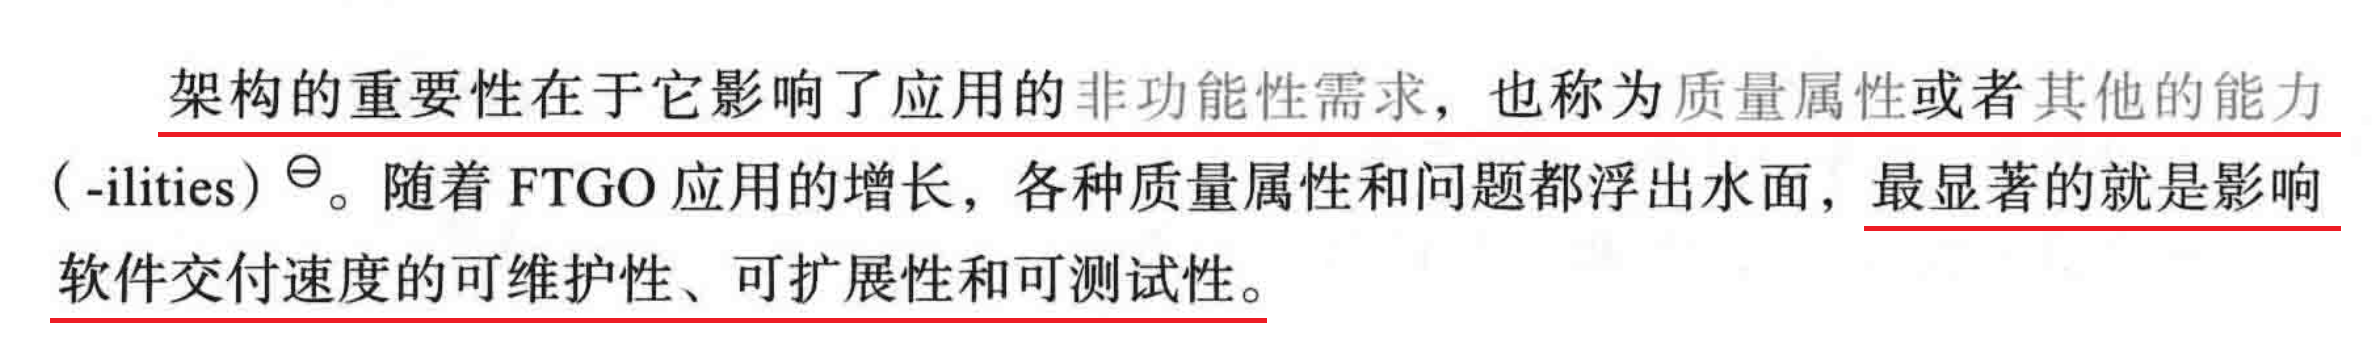 架构的重要性在于它影响了应用的非功能性需求，也称为质量属性或者其他的能力
（-ilities）㊀。随着 FTGO 应用的增长，各种质量属性和问题都浮出水面，最显著的就是影响
软件交付速度的可维护性、可扩展性和可测试性。